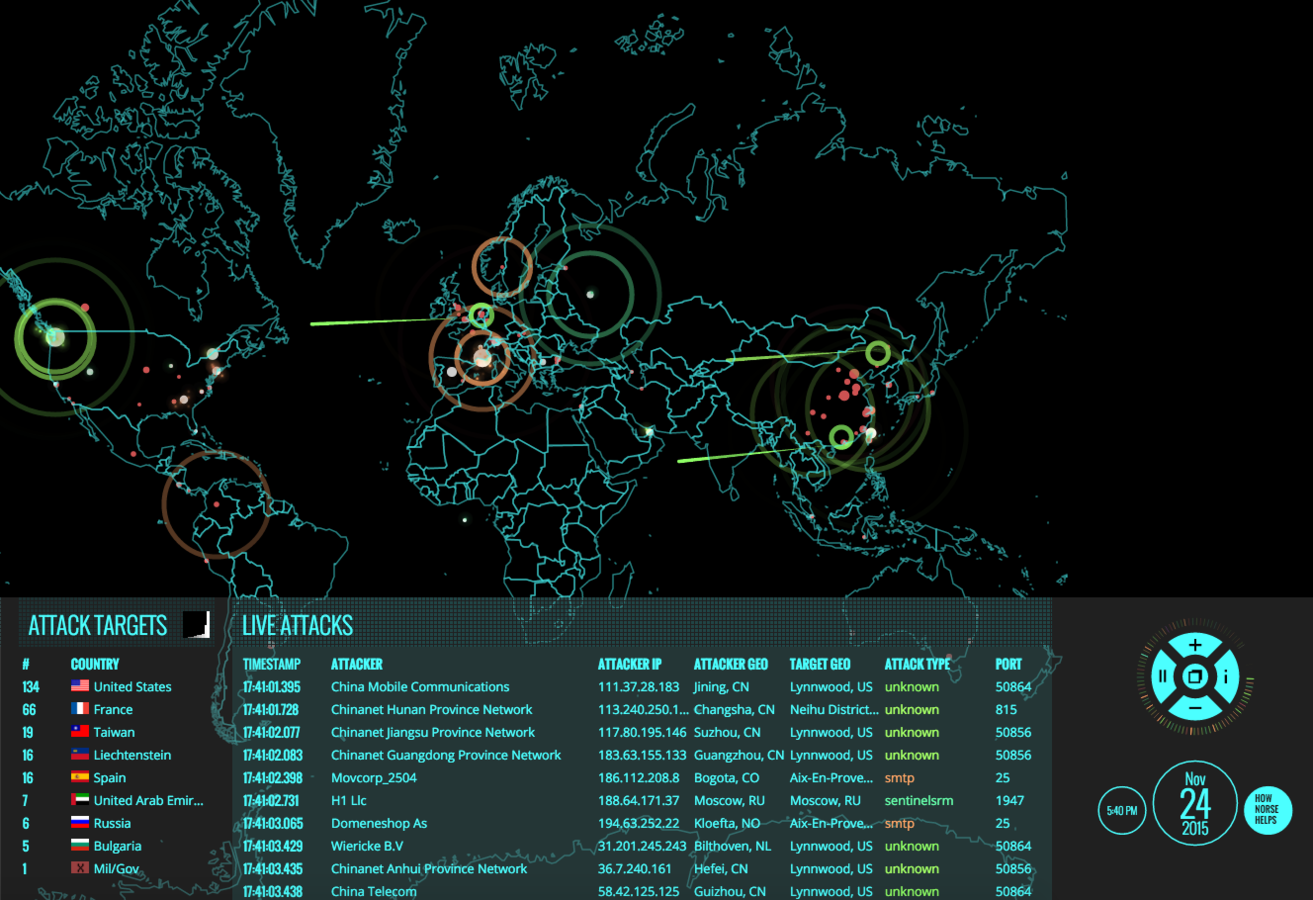 ATTACK TARGETS
# COUNTRY
134 United States
66 France
19 Taiwan
16 Liechtenstein
16 Spain
7 United Arab Emir...
6 Russia
5 Bulgaria
1 Mil/Gov
LIVE ATTACKS
TIMESTAMP ATTACKER ATTACKER IP ATTACKER GEO TARGET GEO ATTACK TYPE PORT
17:41:01.395 China Mobile Communications 111.37.28.183 Jining, CN Lynnwood, US unknown 50864
17:41:01.728 Chinanet Hunan Province Network 113.240.250.1... Changsha, CN Neihu District... unknown 815
17:41:02.077 Chinanet Jiangsu Province Network 117.80.195.146 Suzhou, CN Lynnwood, US unknown 50856
17:41:02.083 Chinanet Guangdong Province Network 183.63.155.133 Guangzhou, CN Lynnwood, US unknown 50856
17:41:02.398 Movcorp_2504 186.112.208.8 Bogota, CO Aix-En-Prove... smtp 25
17:41:02.731 H1 Llc 188.64.171.37 Moscow, RU Moscow, RU sentinelsrm 1947
17:41:03.065 Domeneshop As 194.63.252.22 Kloefta, NO Aix-En-Prove... smtp 25
17:41:03.429 Wiericke B.V 31.201.245.243 Bilthoven, NL Lynnwood, US unknown 50864
17:41:03.435 Chinanet Anhui Province Network 36.7.240.161 Hefei, CN Lynnwood, US unknown 50856
17:41:03.438 China Telecom 58.42.125.125 Guizhou, CN Lynnwood, US unknown 50864
+
i
−
5:40 PM
Nov
24
2015
HOW
NORSE
HELPS